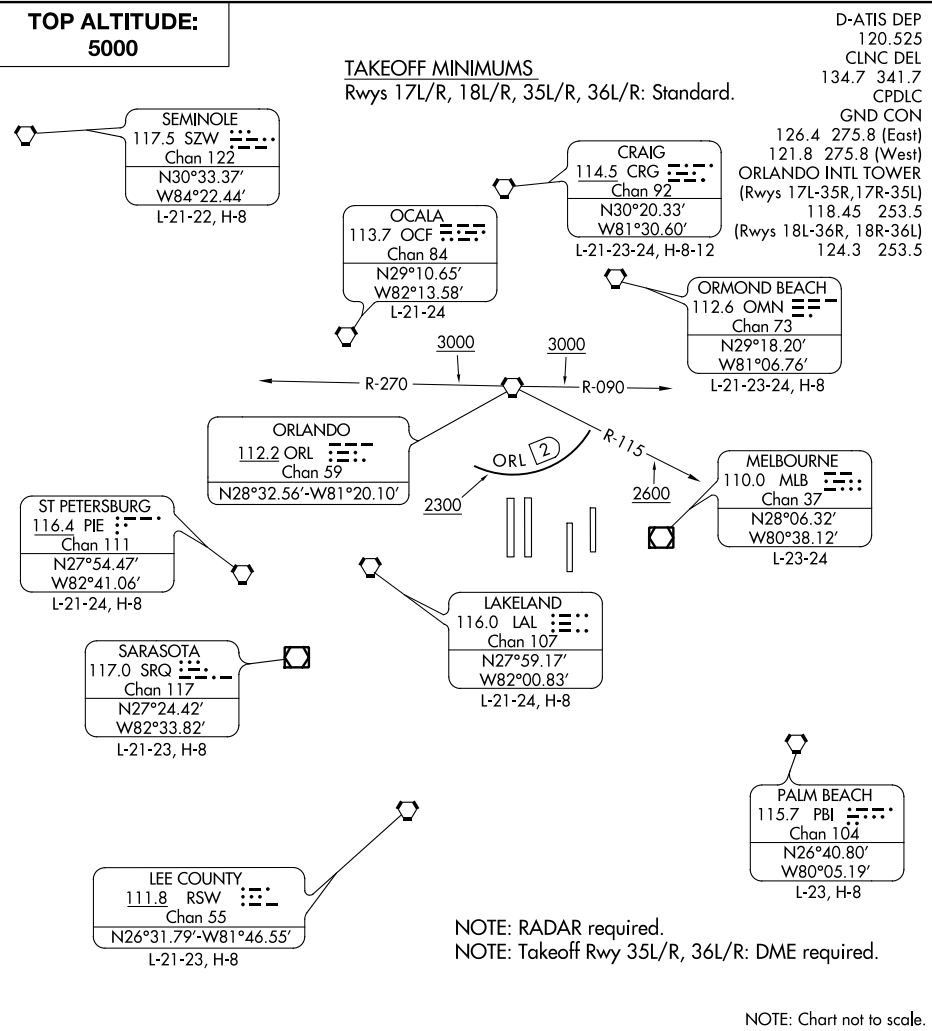 TOP ALTITUDE:
5000
TAKEOFF MINIMUMS
Rwys 17L/R, 18L/R, 35L/R, 36L/R: Standard.
D-ATIS DEP
120.525
CLNC DEL
134.7 341.7
CPDLC
GND CON
126.4 275.8 (East)
121.8 275.8 (West)
ORLANDO INTL TOWER
(Rwys 17L-35R,17R-35L)
118.45 253.5
(Rwys 18L-36R, 18R-36L)
124.3 253.5
SEMINOLE
117.5 SZW
Chan 122
N30°33.37'
W84°22.44'
L-21-22, H-8
CRAIG
114.5 CRG
Chan 92
N30°20.33'
W81°30.60'
L-21-23-24, H-8-12
OCALA
113.7 OCF
Chan 84
N29°10.65'
W82°13.58'
L-21-24
ORMOND BEACH
112.6 OMN
Chan 73
N29°18.20'
W81°06.76'
L-21-23-24, H-8
3000
3000
R-270
R-090
R-115
ORLANDO
112.2 ORL
Chan 59
N28°32.56'-W81°20.10'
ORL 2
2300
2600
MELBOURNE
110.0 MLB
Chan 37
N28°06.32'
W80°38.12'
L-23-24
ST PETERSBURG
116.4 PIE
Chan 111
N27°54.47'
W82°41.06'
L-21-24, H-8
LAKELAND
116.0 LAL
Chan 107
N27°59.17'
W82°00.83'
L-21-24, H-8
SARASOTA
117.0 SRQ
Chan 117
N27°24.42'
W82°33.82'
L-21-23, H-8
PALM BEACH
115.7 PBI
Chan 104
N26°40.80'
W80°05.19'
L-23, H-8
LEE COUNTY
111.8 RSW
Chan 55
N26°31.79'-W81°46.55'
L-21-23, H-8
NOTE: RADAR required.
NOTE: Takeoff Rwy 35L/R, 36L/R: DME required.
NOTE: Chart not to scale.